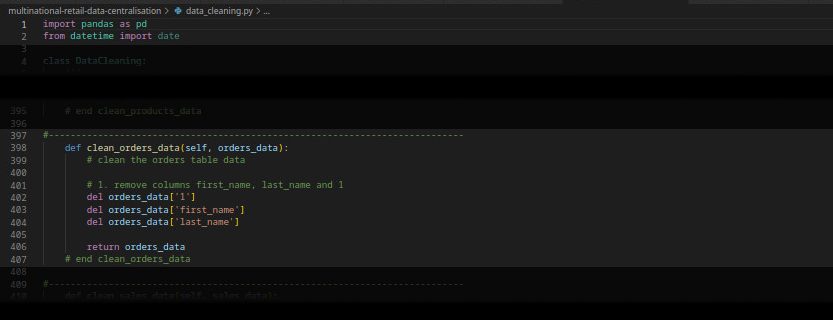 multinational-retail-data-centralisation > data_cleaning.py > ...
1 import pandas as pd
2 from datetime import date
3
4 class DataCleaning:
395 # end clean_products_data
396
397 #----------------------------------------------------------------------------
398 def clean_orders_data(self, orders_data):
399 # clean the orders table data
400
401 # 1. remove columns first_name, last_name and 1
402 del orders_data['1']
403 del orders_data['first_name']
404 del orders_data['last_name']
405
406 return orders_data
407 # end clean_orders_data
408
409 #----------------------------------------------------------------------------
410 def clean_sales_data(self, sales_data):